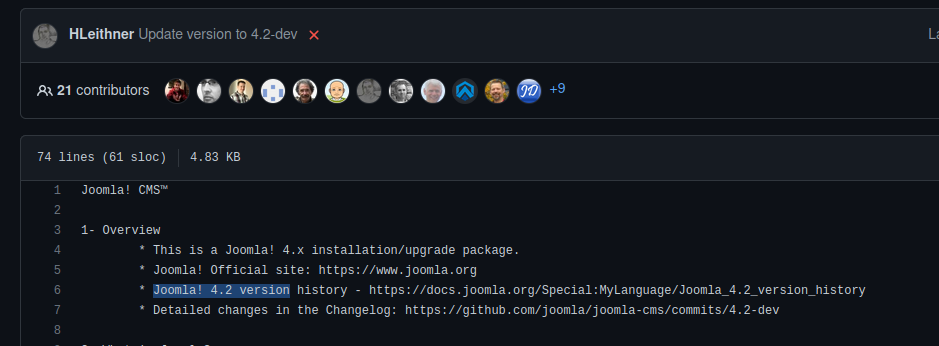 HLeithner Update version to 4.2-dev
21 contributors +9
74 lines (61 sloc) 4.83 KB
1 Joomla! CMS™
2
3 1- Overview
4 * This is a Joomla! 4.x installation/upgrade package.
5 * Joomla! Official site: https://www.joomla.org
6 * Joomla! 4.2 version history - https://docs.joomla.org/Special:MyLanguage/Joomla_4.2_version_history
7 * Detailed changes in the Changelog: https://github.com/joomla/joomla-cms/commits/4.2-dev
8